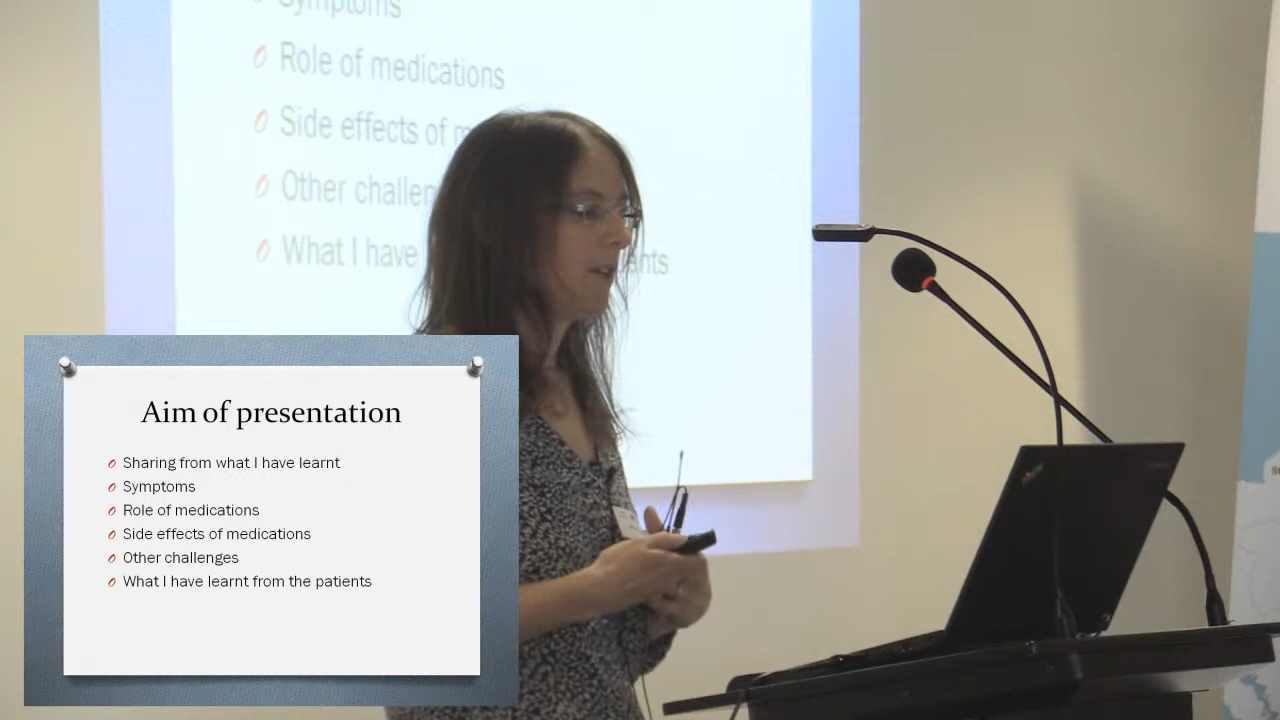 Symptoms
Role of medications
Side effects of m
Other challen
What I have
ants
Aim of presentation
Sharing from what I have learnt
Symptoms
Role of medications
Side effects of medications
Other challenges
What I have learnt from the patients